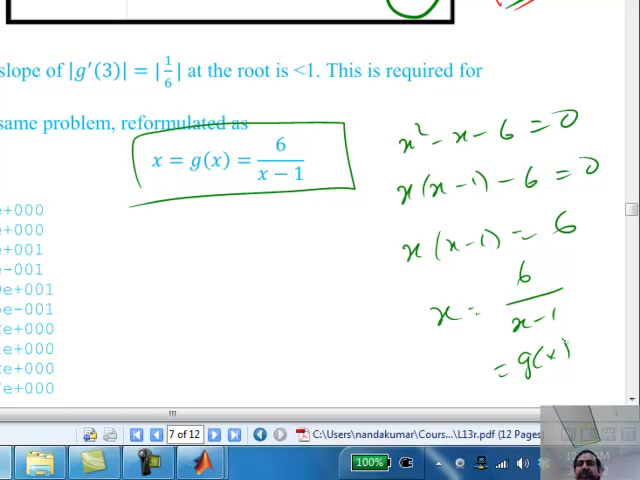 slope of |g′(3)| = |1/6| at the root is <1. This is required for
same problem, reformulated as
x = g(x) = 6/(x − 1)
e+000
e+000
e+001
e-001
e+001
e-001
e+000
e+000
e+000
e+000
x² − x − 6 = 0
x(x − 1) − 6 = 0
x(x − 1) = 6
x = 6/(x − 1)
= g(x)
7 of 12
C:\Users\nandakumar\Cours...
...\L13r.pdf (12 Pages)
100%